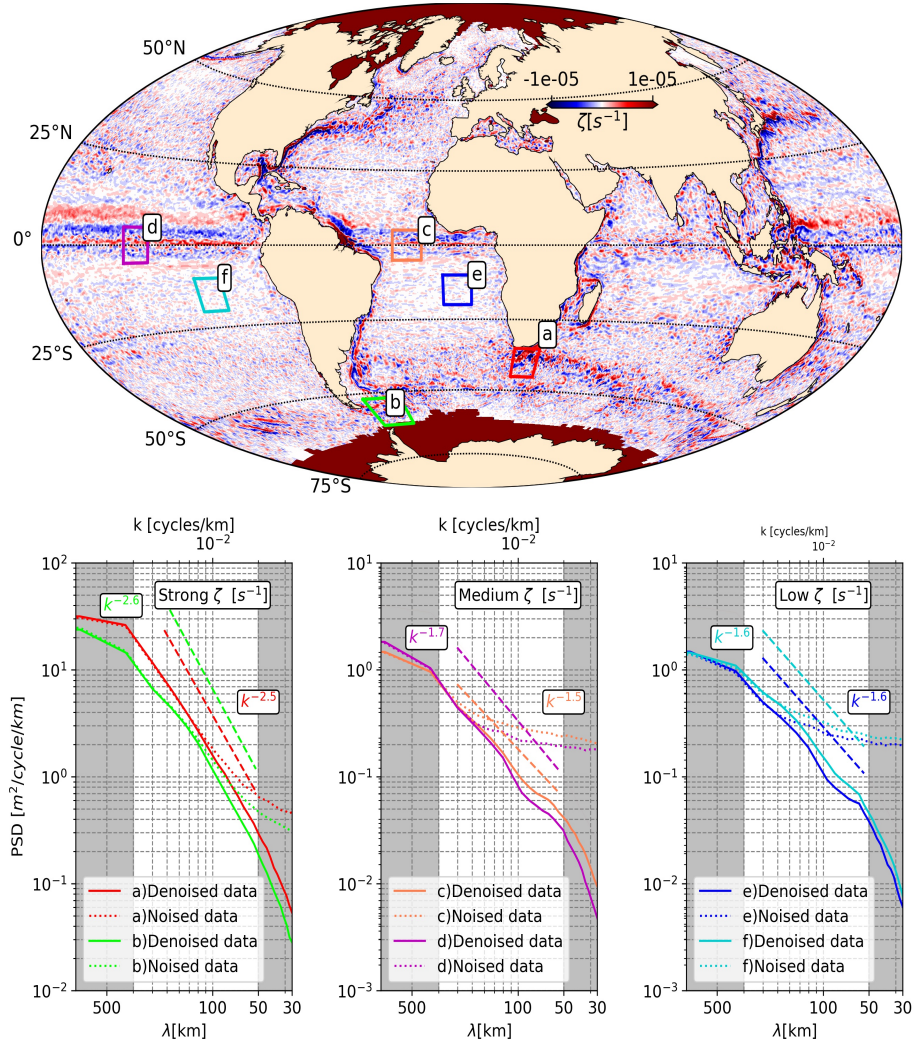 50°N
25°N
0°
25°S
50°S
75°S
-1e-05 1e-05
ζ[s⁻¹]
d
c
f
e
a
b
k [cycles/km]
10⁻²
k [cycles/km]
10⁻²
k [cycles/km]
10⁻²
PSD [m²/cycle/km]
10²
10¹
10⁰
10⁻¹
10⁻²
Strong ζ [s⁻¹]
k⁻²·⁶
k⁻²·⁵
a)Denoised data
a)Noised data
b)Denoised data
b)Noised data
500 100 50 30
λ[km]
10¹
10⁰
10⁻¹
10⁻²
10⁻³
Medium ζ [s⁻¹]
k⁻¹·⁷
k⁻¹·⁵
c)Denoised data
c)Noised data
d)Denoised data
d)Noised data
500 100 50 30
λ[km]
10¹
10⁰
10⁻¹
10⁻²
10⁻³
Low ζ [s⁻¹]
k⁻¹·⁶
k⁻¹·⁶
e)Denoised data
e)Noised data
f)Denoised data
f)Noised data
500 100 50 30
λ[km]